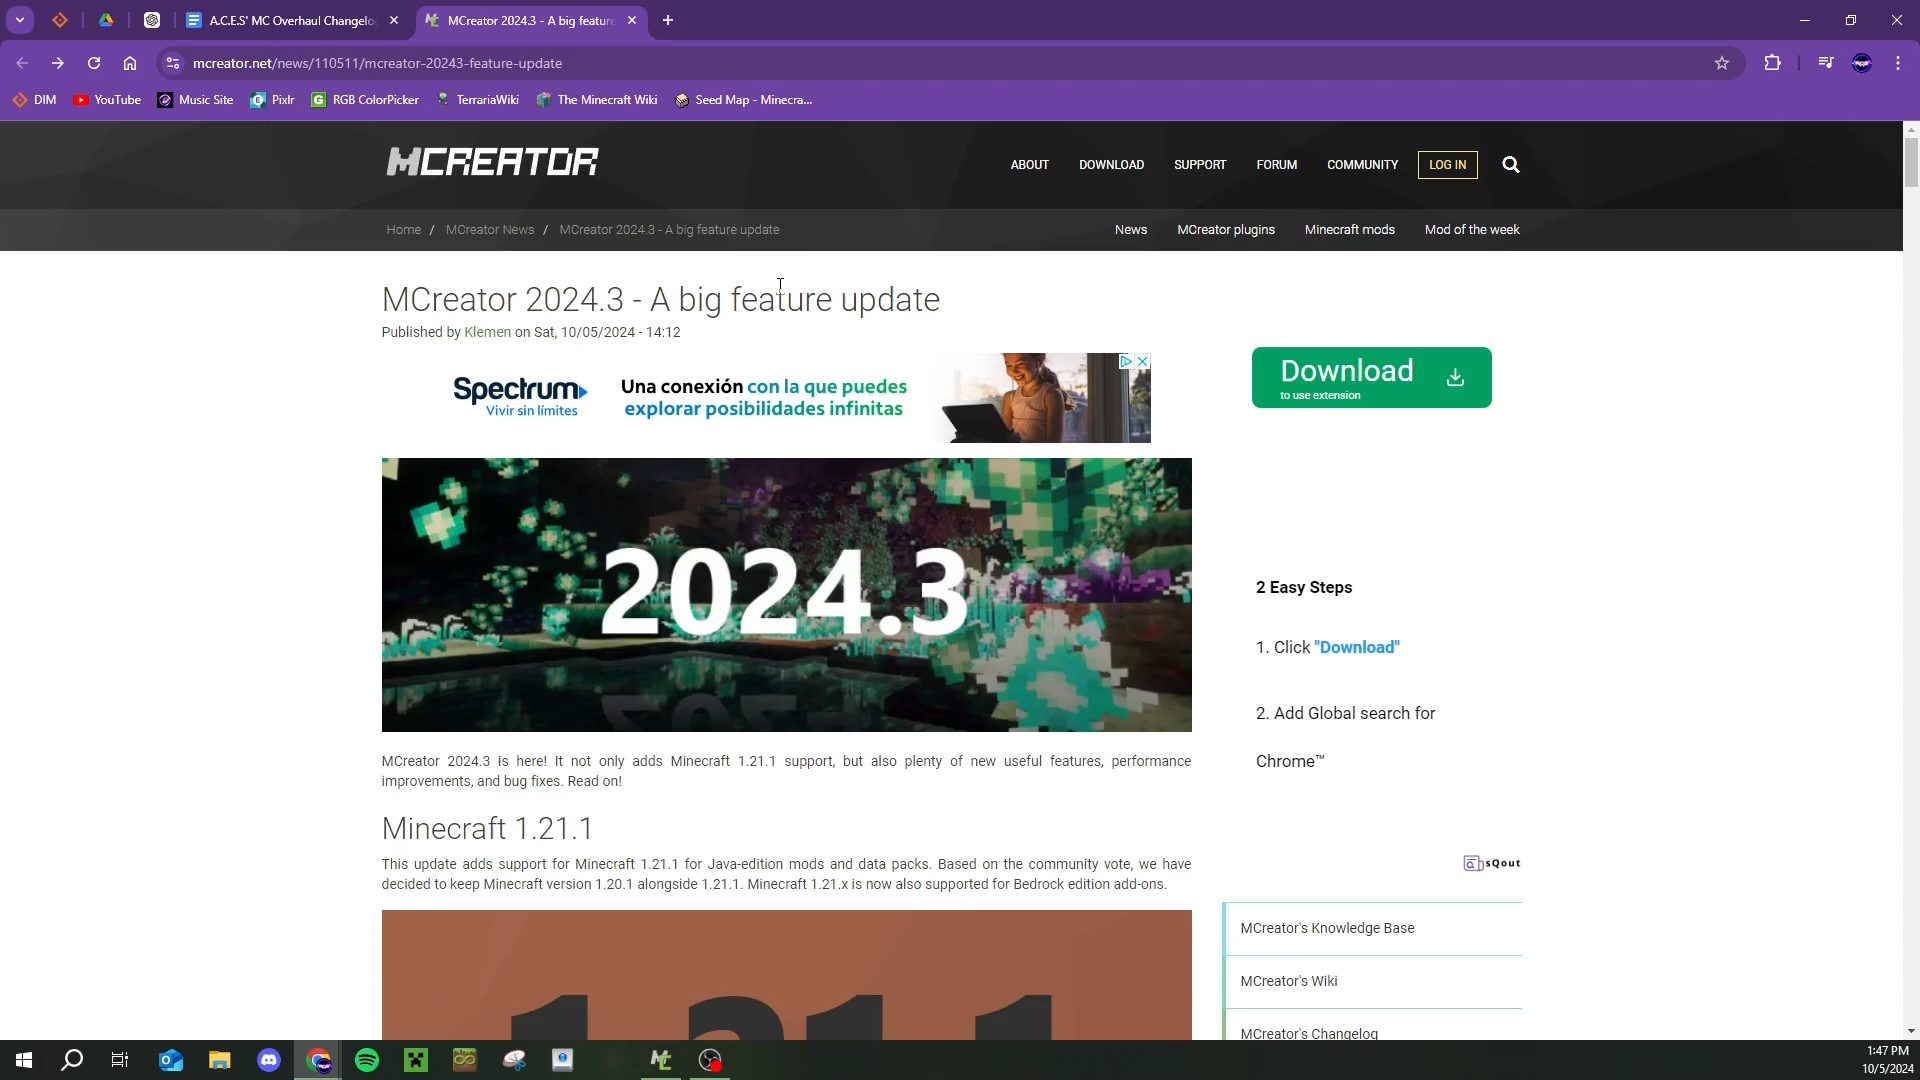 A.C.E.S' MC Overhaul Changelo
MCreator 2024.3 - A big feature
mcreator.net/news/110511/mcreator-20243-feature-update
DIM
YouTube
Music Site
Pixlr
RGB ColorPicker
TerrariaWiki
The Minecraft Wiki
Seed Map - Minecra...
MCREATOR
ABOUT
DOWNLOAD
SUPPORT
FORUM
COMMUNITY
LOG IN
Home / MCreator News / MCreator 2024.3 - A big feature update
News
MCreator plugins
Minecraft mods
Mod of the week
MCreator 2024.3 - A big feature update
Published by Klemen on Sat, 10/05/2024 - 14:12
Spectrum
Vivir sin límites
Una conexión con la que puedes
explorar posibilidades infinitas
Download
to use extension
2024.3
2 Easy Steps
1. Click "Download"
2. Add Global search for
Chrome™
MCreator 2024.3 is here! It not only adds Minecraft 1.21.1 support, but also plenty of new useful features, performance
improvements, and bug fixes. Read on!
Minecraft 1.21.1
This update adds support for Minecraft 1.21.1 for Java-edition mods and data packs. Based on the community vote, we have
decided to keep Minecraft version 1.20.1 alongside 1.21.1. Minecraft 1.21.x is now also supported for Bedrock edition add-ons.
sQout
1.21.1
MCreator's Knowledge Base
MCreator's Wiki
MCreator's Changelog
1:47 PM
10/5/2024